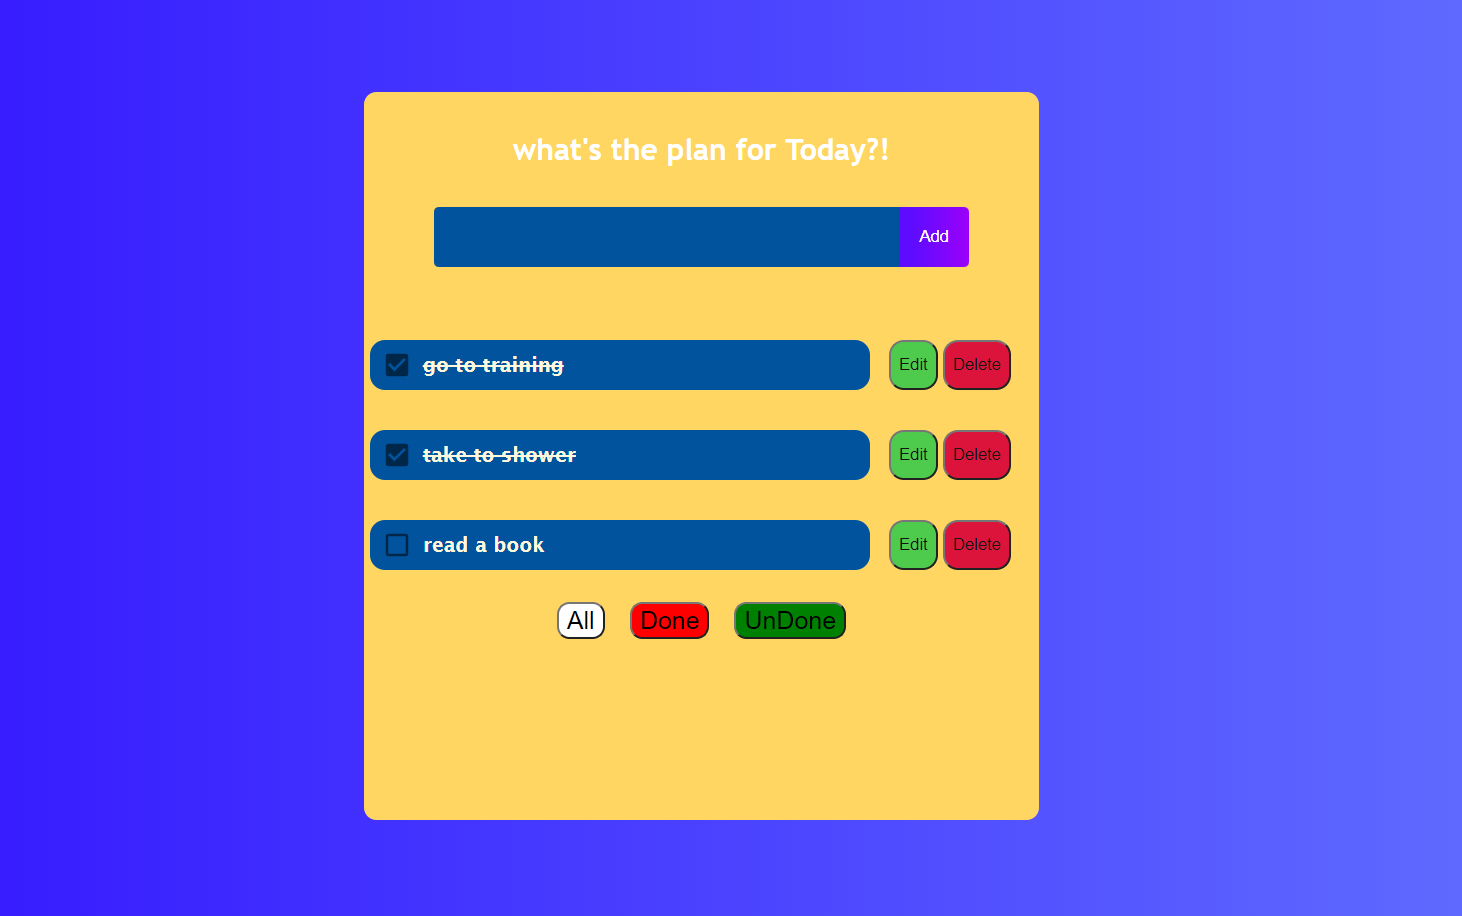 what's the plan for Today?!
Add
go to training Edit Delete
take to shower Edit Delete
read a book Edit Delete
All Done UnDone